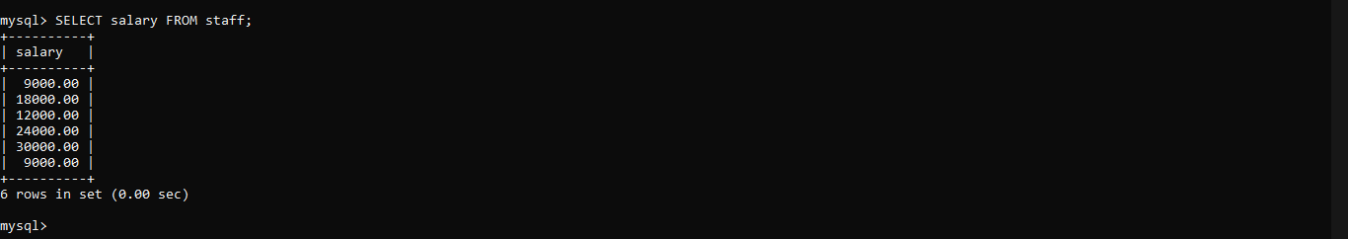 mysql> SELECT salary FROM staff;
+----------+
| salary   |
+----------+
|  9000.00 |
| 18000.00 |
| 12000.00 |
| 24000.00 |
| 30000.00 |
|  9000.00 |
+----------+
6 rows in set (0.00 sec)
mysql>